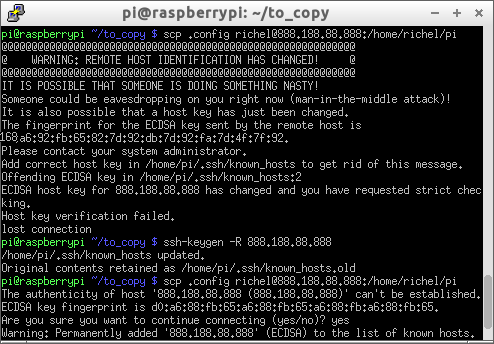 pi@raspberrypi: ~/to_copy
pi@raspberrypi ~/to_copy $ scp .config richel@888.188.88.888:/home/richel/pi
@@@@@@@@@@@@@@@@@@@@@@@@@@@@@@@@@@@@@@@@@@@@@@@@@@@@@@@@@@@
@    WARNING: REMOTE HOST IDENTIFICATION HAS CHANGED!     @
@@@@@@@@@@@@@@@@@@@@@@@@@@@@@@@@@@@@@@@@@@@@@@@@@@@@@@@@@@@
IT IS POSSIBLE THAT SOMEONE IS DOING SOMETHING NASTY!
Someone could be eavesdropping on you right now (man-in-the-middle attack)!
It is also possible that a host key has just been changed.
The fingerprint for the ECDSA key sent by the remote host is
168a6:92:fb:65:82:7d:92:db:7d:92:fa:7d:4f:7f:92.
Please contact your system administrator.
Add correct host key in /home/pi/.ssh/known_hosts to get rid of this message.
Offending ECDSA key in /home/pi/.ssh/known_hosts:2
ECDSA host key for 888.188.88.888 has changed and you have requested strict chec
king.
Host key verification failed.
lost connection
pi@raspberrypi ~/to_copy $ ssh-keygen -R 888.188.88.888
/home/pi/.ssh/known_hosts updated.
Original contents retained as /home/pi/.ssh/known_hosts.old
pi@raspberrypi ~/to_copy $ scp .config richel@888.188.88.888:/home/richel/pi
The authenticity of host '888.188.88.888 (888.188.88.888)' can't be established.
ECDSA key fingerprint is d0:a6:88:fb:65:a6:88:fb:65:a6:88:fb:a6:88:fb:65.
Are you sure you want to continue connecting (yes/no)? yes
Warning: Permanently added '888.188.88.888' (ECDSA) to the list of known hosts.